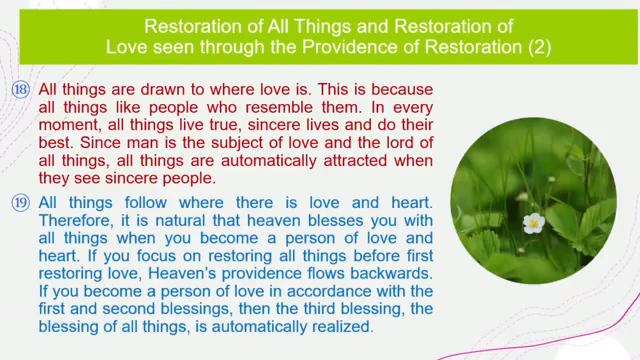 Restoration of All Things and Restoration of
Love seen through the Providence of Restoration (2)
⑱ All things are drawn to where love is. This is because
all things like people who resemble them. In every
moment, all things live true, sincere lives and do their
best. Since man is the subject of love and the lord of
all things, all things are automatically attracted when
they see sincere people.
⑲ All things follow where there is love and heart.
Therefore, it is natural that heaven blesses you with
all things when you become a person of love and
heart. If you focus on restoring all things before first
restoring love, Heaven's providence flows backwards.
If you become a person of love in accordance with the
first and second blessings, then the third blessing, the
blessing of all things, is automatically realized.